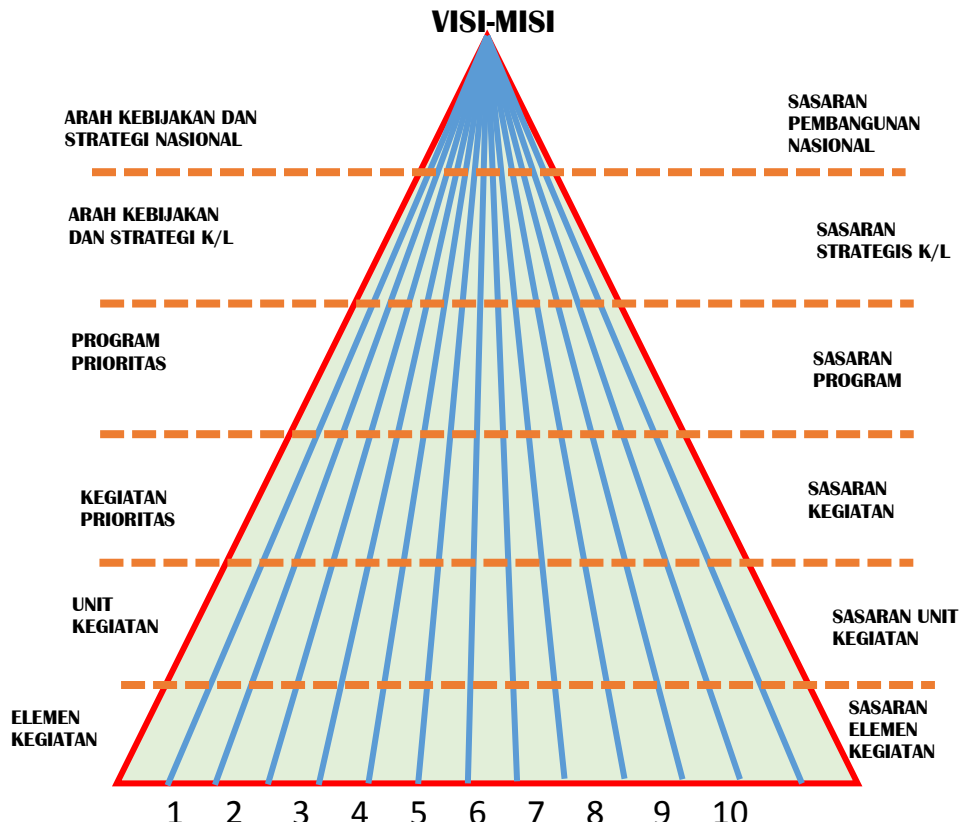 VISI-MISI
ARAH KEBIJAKAN DAN
STRATEGI NASIONAL
SASARAN
PEMBANGUNAN
NASIONAL
ARAH KEBIJAKAN
DAN STRATEGI K/L
SASARAN
STRATEGIS K/L
PROGRAM
PRIORITAS
SASARAN
PROGRAM
KEGIATAN
PRIORITAS
SASARAN
KEGIATAN
UNIT
KEGIATAN
SASARAN UNIT
KEGIATAN
ELEMEN
KEGIATAN
SASARAN
ELEMEN
KEGIATAN
1 2 3 4 5 6 7 8 9 10